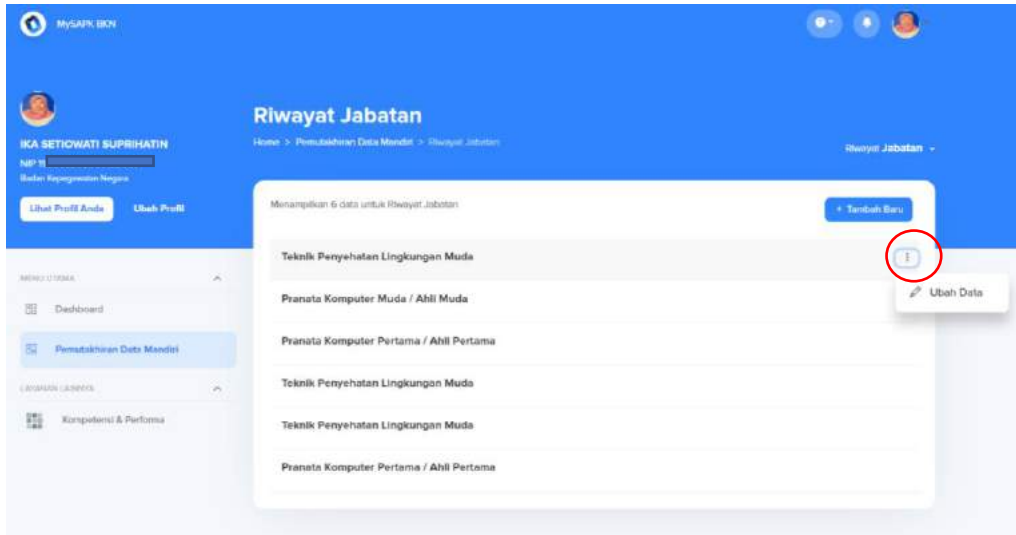 MySAPK BKN
IKA SETIOWATI SUPRIHATIN
NIP 19
Badan Kepegawaian Negara
Lihat Profil Anda
Ubah Profil
MENU UTAMA
Dashboard
Pemutakhiran Data Mandiri
LAYANAN LAINNYA
Kompetensi & Performa
Riwayat Jabatan
Home > Pemutakhiran Data Mandiri > Riwayat Jabatan
Riwayat Jabatan
Menampilkan 6 data untuk Riwayat Jabatan
+ Tambah Baru
Teknik Penyehatan Lingkungan Muda
Ubah Data
Pranata Komputer Muda / Ahli Muda
Pranata Komputer Pertama / Ahli Pertama
Teknik Penyehatan Lingkungan Muda
Teknik Penyehatan Lingkungan Muda
Pranata Komputer Pertama / Ahli Pertama